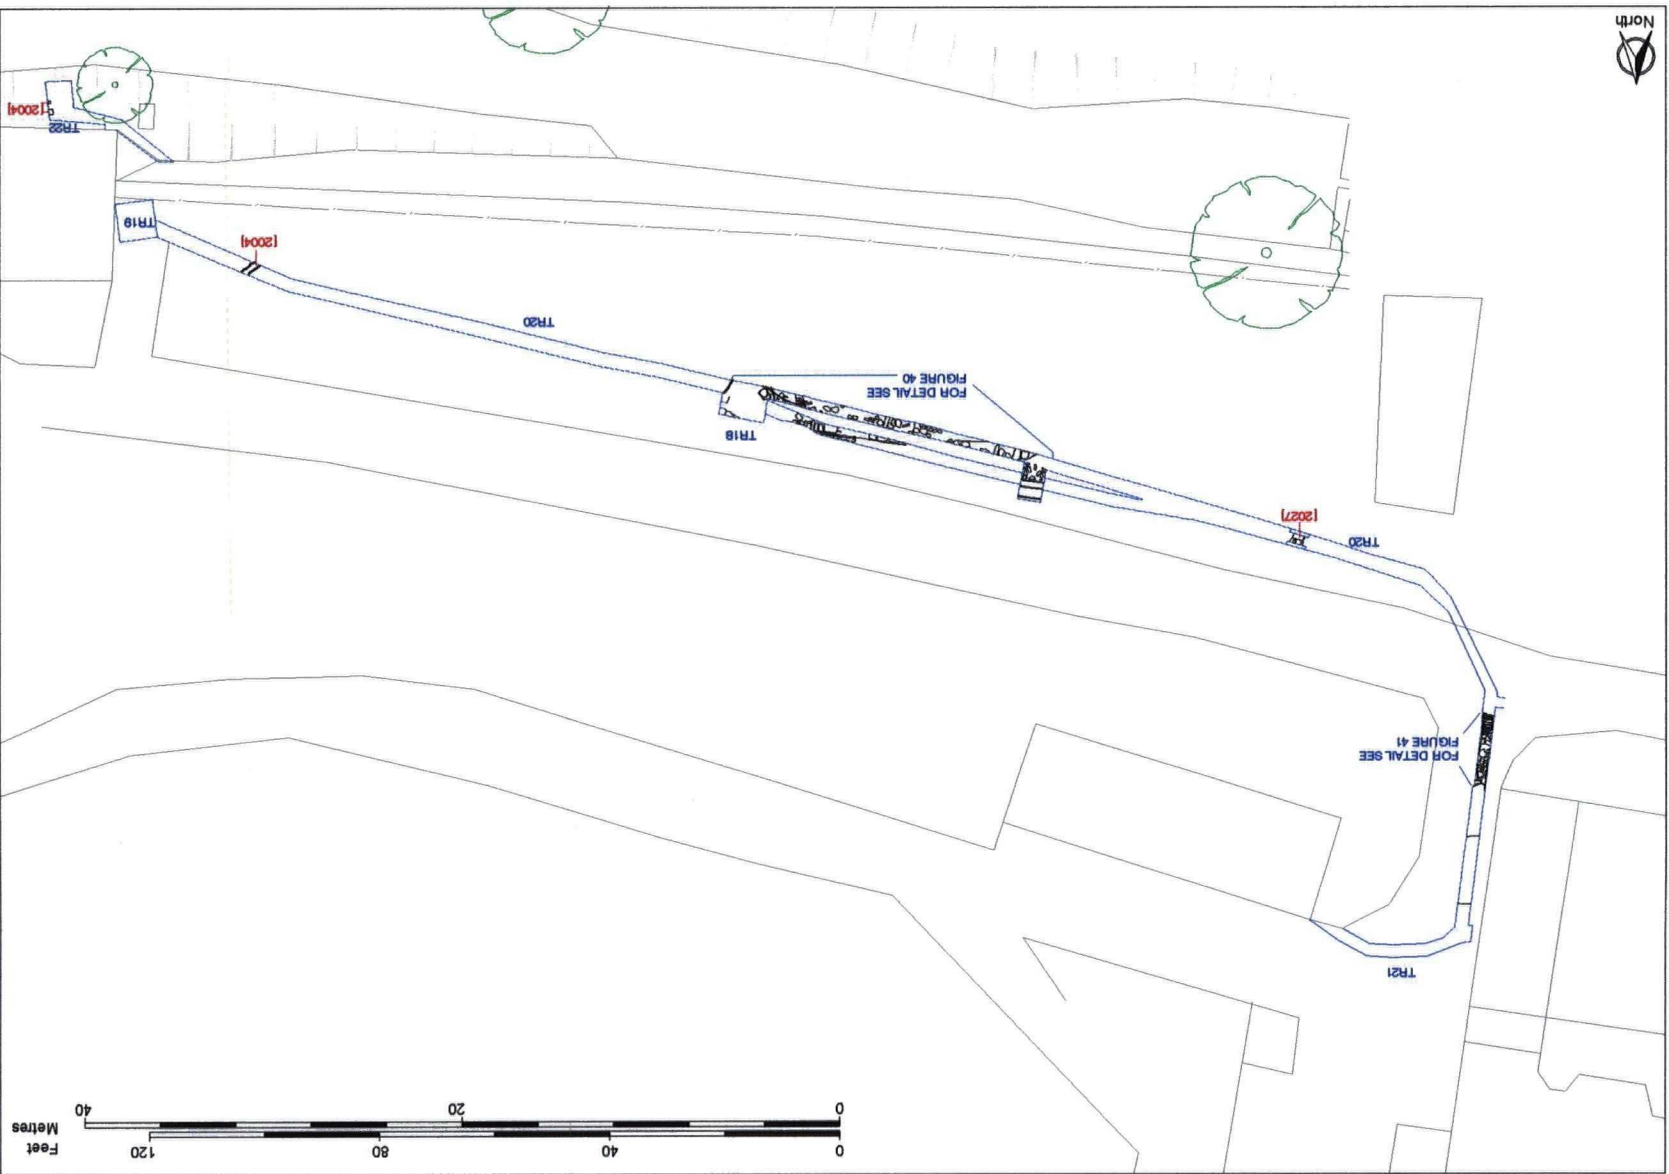 0 40 80 120 Feet
0 20 40 Metres
TR21
FOR DETAIL SEE
FIGURE 41
TR20
[2027]
TR18
FOR DETAIL SEE
FIGURE 40
TR20
[2004]
TR19
TR22
[2004]
North